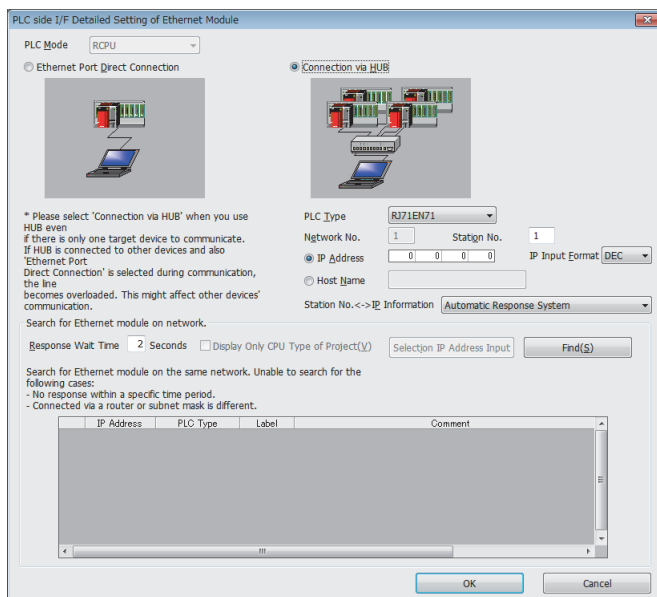 PLC side I/F Detailed Setting of Ethernet Module
PLC Mode RCPU
Ethernet Port Direct Connection
Connection via HUB
* Please select 'Connection via HUB' when you use
HUB even
if there is only one target device to communicate.
If HUB is connected to other devices and also
'Ethernet Port
Direct Connection' is selected during communication,
the line
becomes overloaded. This might affect other devices'
communication.
PLC Type RJ71EN71
Network No. 1 Station No. 1
IP Address 0 0 0 0 IP Input Format DEC
Host Name
Station No.<->IP Information Automatic Response System
Search for Ethernet module on network.
Response Wait Time 2 Seconds Display Only CPU Type of Project(V) Selection IP Address Input Find(S)
Search for Ethernet module on the same network. Unable to search for the
following cases:
- No response within a specific time period.
- Connected via a router or subnet mask is different.
IP Address PLC Type Label Comment
OK Cancel